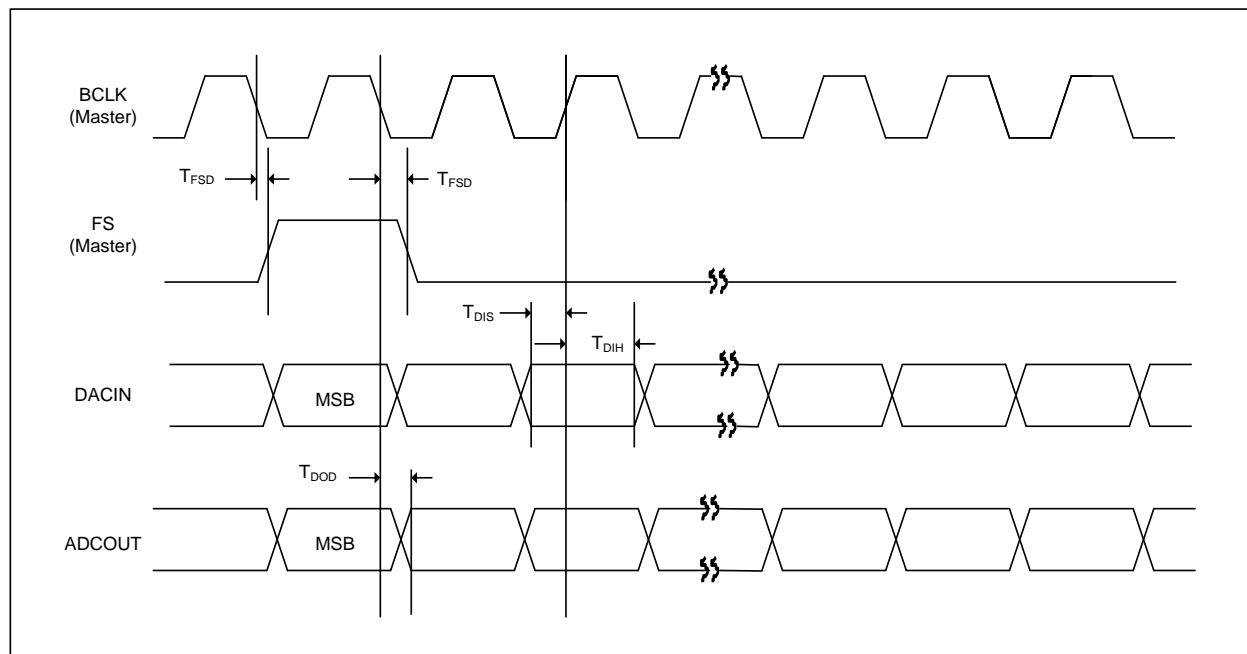 BCLK
(Master)
TFSD
TFSD
FS
(Master)
TDIS
TDIH
DACIN
MSB
TDOD
ADCOUT
MSB